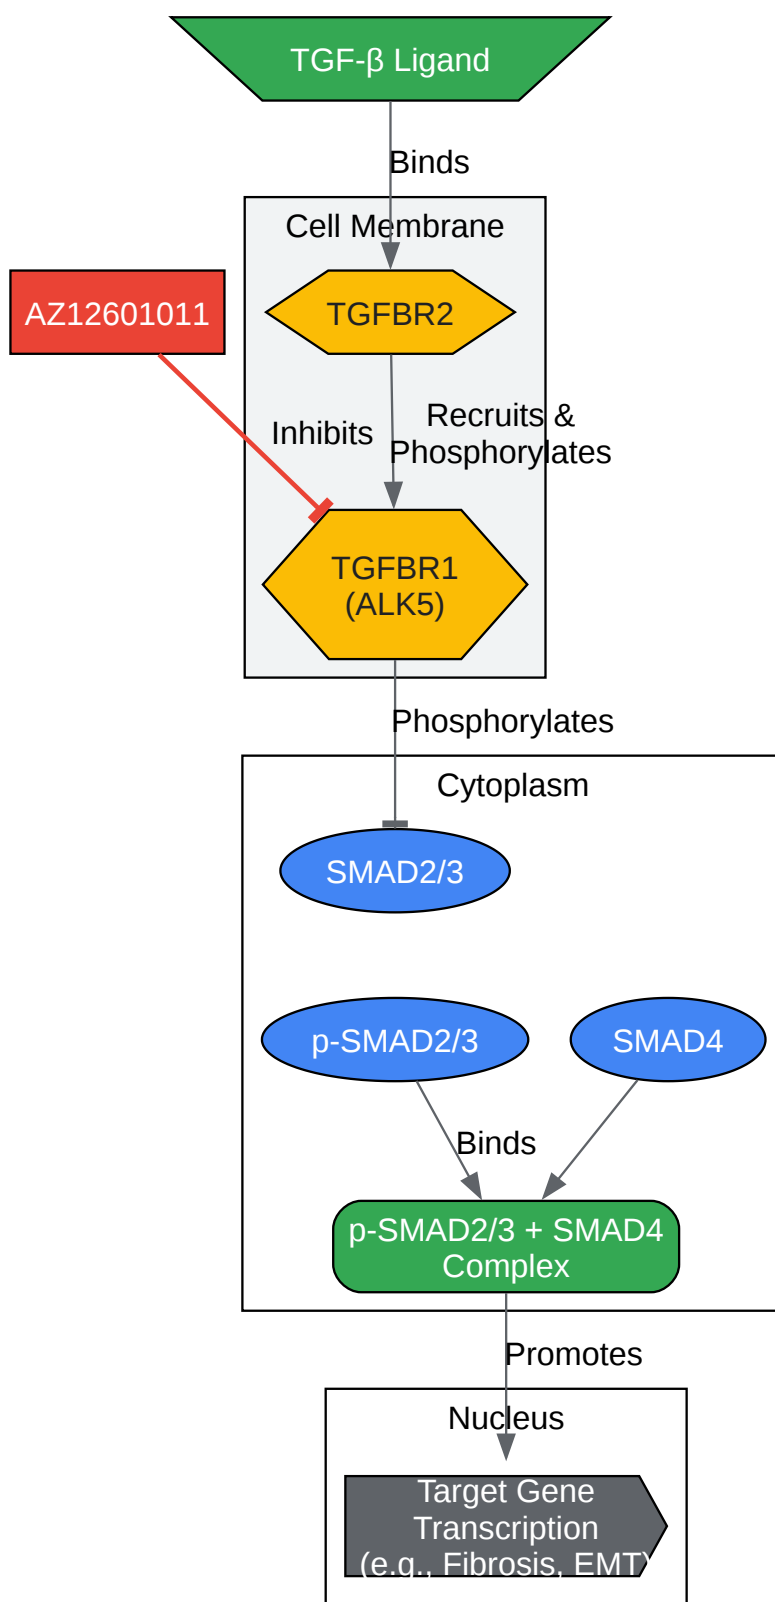 TGF-β Ligand
Binds
Cell Membrane
AZ12601011
TGFBR2
Inhibits
Recruits &
Phosphorylates
TGFBR1
(ALK5)
Phosphorylates
Cytoplasm
SMAD2/3
p-SMAD2/3
SMAD4
Binds
p-SMAD2/3 + SMAD4
Complex
Promotes
Nucleus
Target Gene
Transcription
(e.g., Fibrosis, EMT)